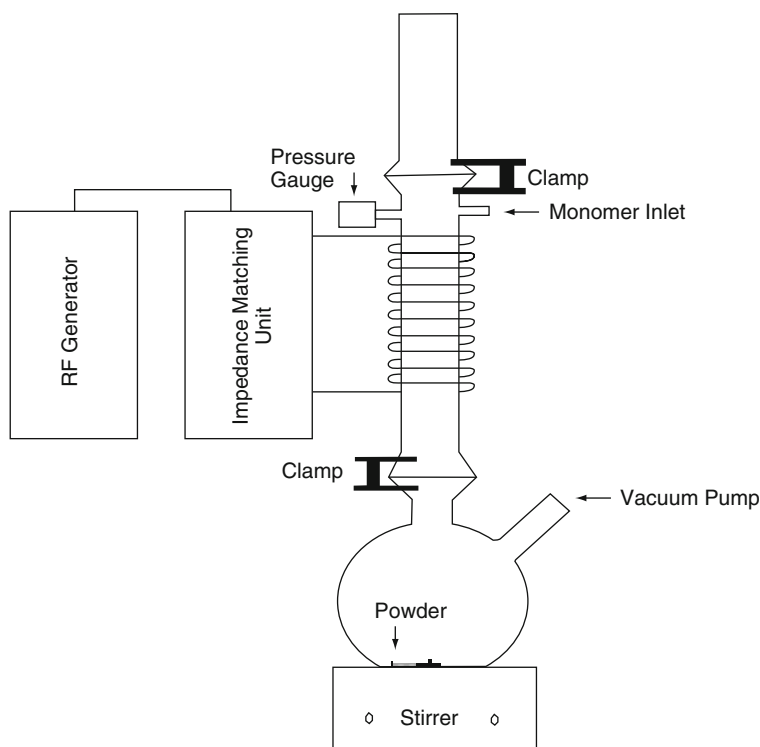 Pressure
Gauge
Clamp
Monomer Inlet
RF Generator
Impedance Matching
Unit
Clamp
Vacuum Pump
Powder
Stirrer